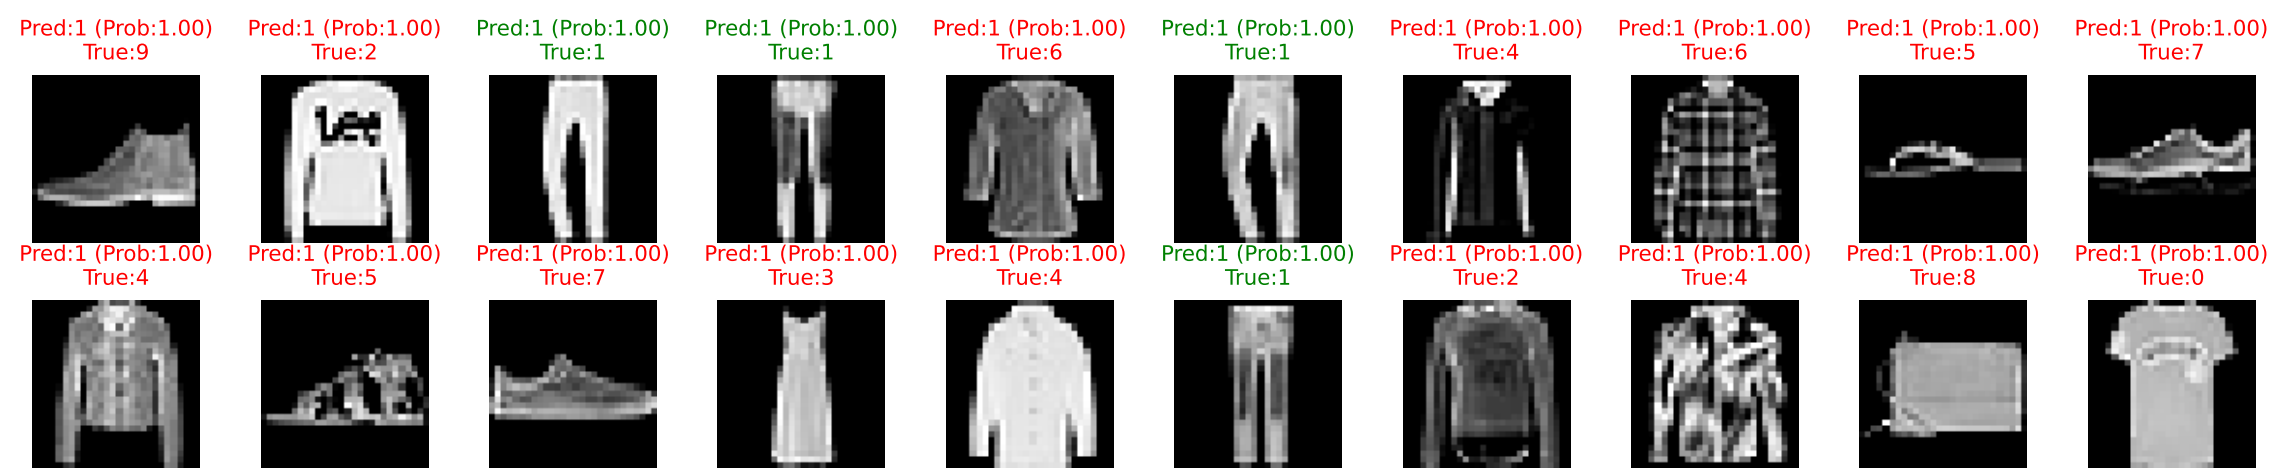 Pred:1 (Prob:1.00) Pred:1 (Prob:1.00) Pred:1 (Prob:1.00) Pred:1 (Prob:1.00) Pred:1 (Prob:1.00) Pred:1 (Prob:1.00) Pred:1 (Prob:1.00) Pred:1 (Prob:1.00) Pred:1 (Prob:1.00) Pred:1 (Prob:1.00)
True:9 True:2 True:1 True:1 True:6 True:1 True:4 True:6 True:5 True:7
Lee
Pred:1 (Prob:1.00) Pred:1 (Prob:1.00) Pred:1 (Prob:1.00) Pred:1 (Prob:1.00) Pred:1 (Prob:1.00) Pred:1 (Prob:1.00) Pred:1 (Prob:1.00) Pred:1 (Prob:1.00) Pred:1 (Prob:1.00) Pred:1 (Prob:1.00)
True:4 True:5 True:7 True:3 True:4 True:1 True:2 True:4 True:8 True:0